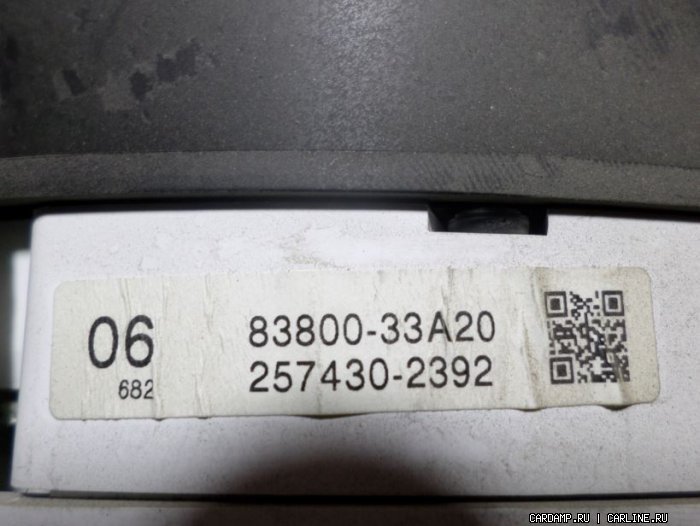 06
682
83800-33A20
257430-2392
CARDAMP.RU | CARLINE.RU